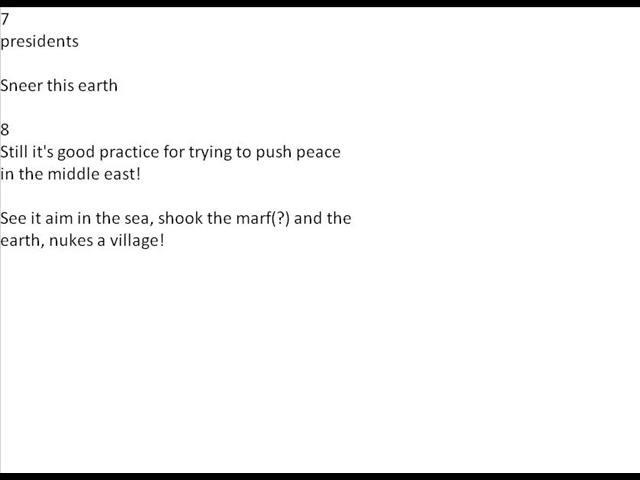 7
presidents
Sneer this earth
8
Still it's good practice for trying to push peace
in the middle east!
See it aim in the sea, shook the marf(?) and the
earth, nukes a village!